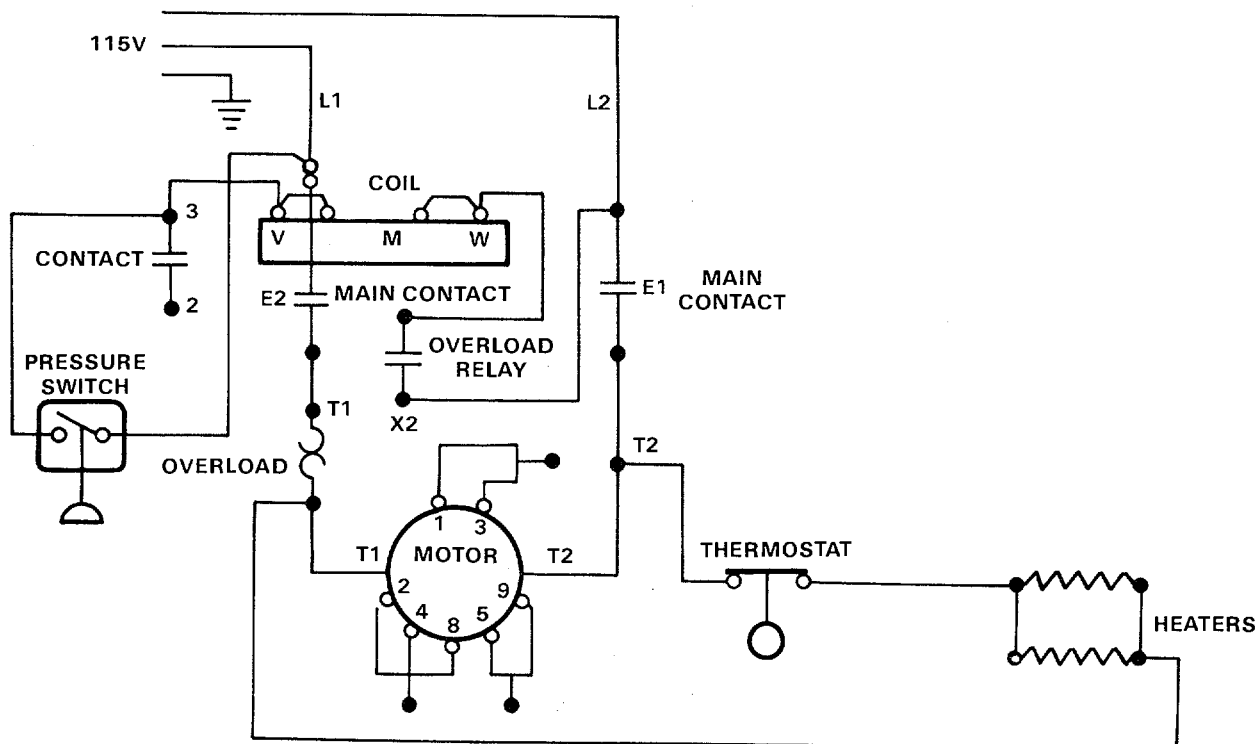 115V
L1
L2
COIL
3
V M W
CONTACT
E2
MAIN CONTACT
E1
MAIN
CONTACT
2
PRESSURE
SWITCH
OVERLOAD
RELAY
T1
X2
OVERLOAD
T2
1 3
T1
MOTOR
T2
THERMOSTAT
2
9
4
8
5
HEATERS